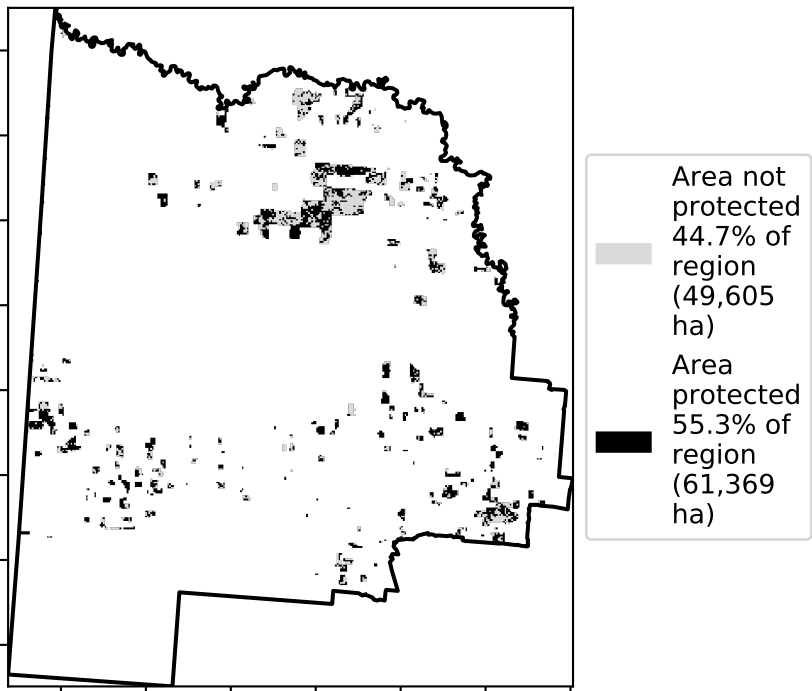 Area not
protected
44.7% of
region
(49,605
ha)
Area
protected
55.3% of
region
(61,369
ha)